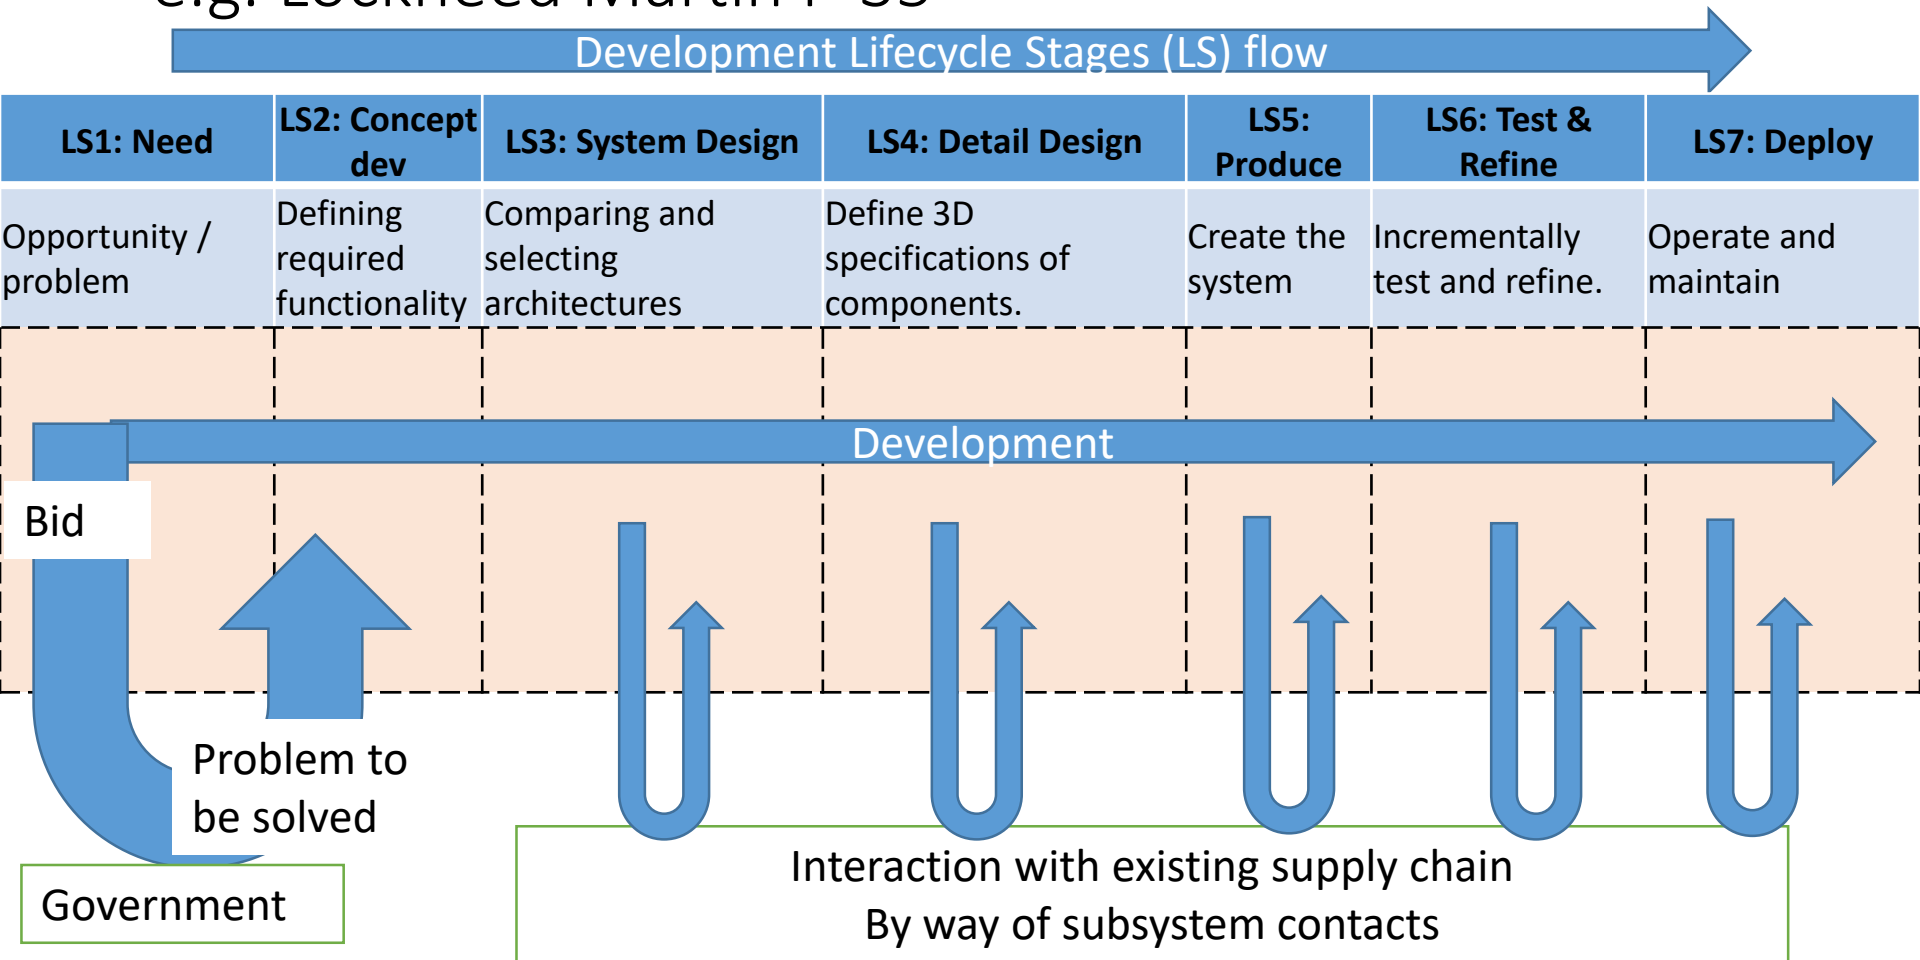 e.g. Lockheed Martin F-35
Development Lifecycle Stages (LS) flow
LS1: Need
LS2: Concept
dev
LS3: System Design
LS4: Detail Design
LS5:
Produce
LS6: Test &
Refine
LS7: Deploy
Opportunity /
problem
Defining
required
functionality
Comparing and
selecting
architectures
Define 3D
specifications of
components.
Create the
system
Incrementally
test and refine.
Operate and
maintain
Development
Bid
Problem to
be solved
Government
Interaction with existing supply chain
By way of subsystem contacts